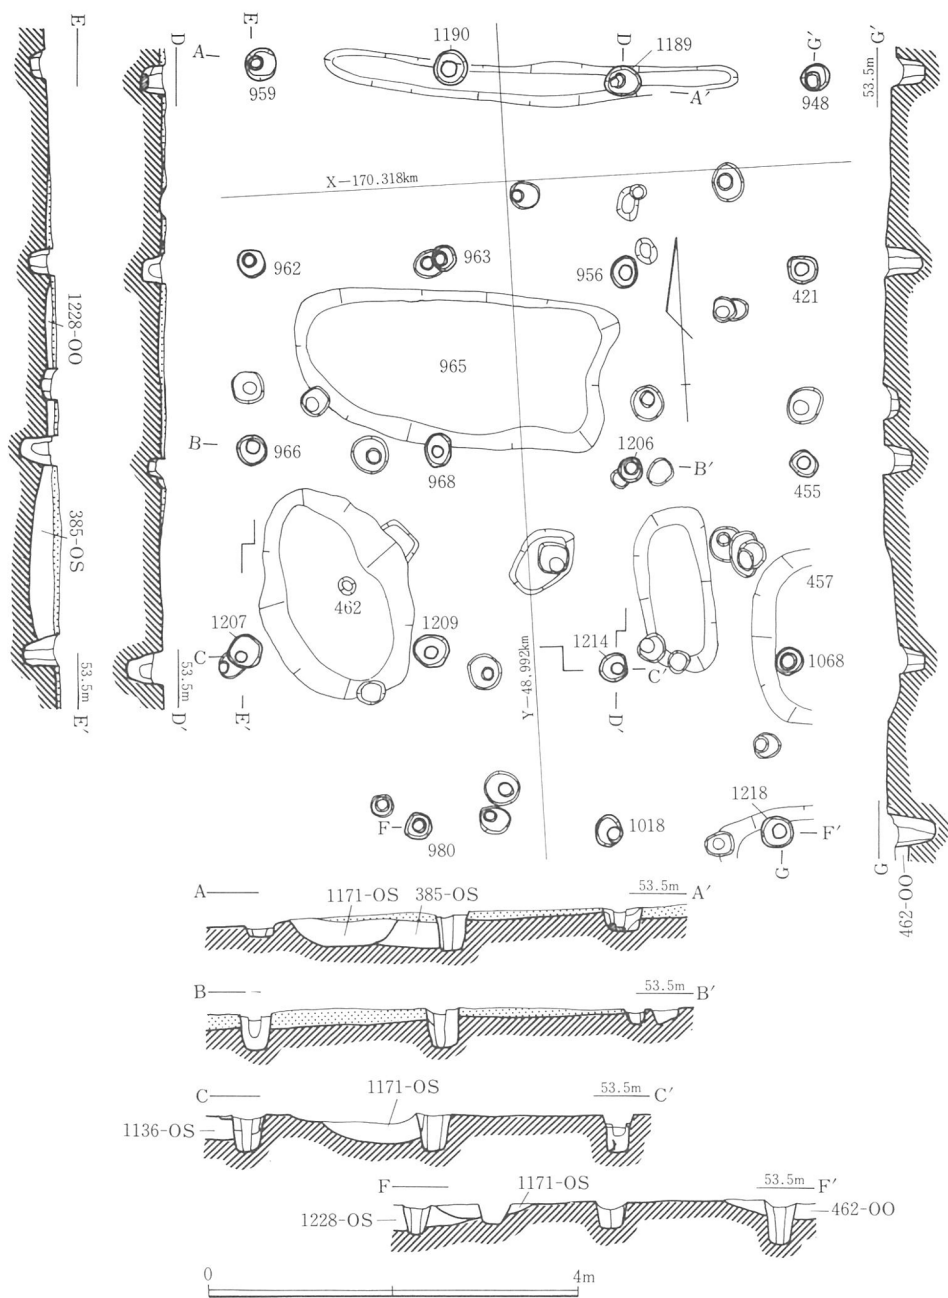 E
E
1190
D
1189
G′
G′
D
A
A′
53.5m
959
948
X—170.318km
962
963
956
421
1228-OO
965
B
966
968
1206
B′
455
385-OS
462
457
1207
1209
1214
1068
C
C′
53.5m
53.5m
Y—48.992km
E′
D′
E′
D′
1218
F
980
1018
F′
G
G
462-OO
A
1171-OS
385-OS
53.5m
A′
B
53.5m
B′
C
1171-OS
53.5m
C′
1136-OS
F
1171-OS
53.5m
F′
1228-OS
462-OO
0
4m